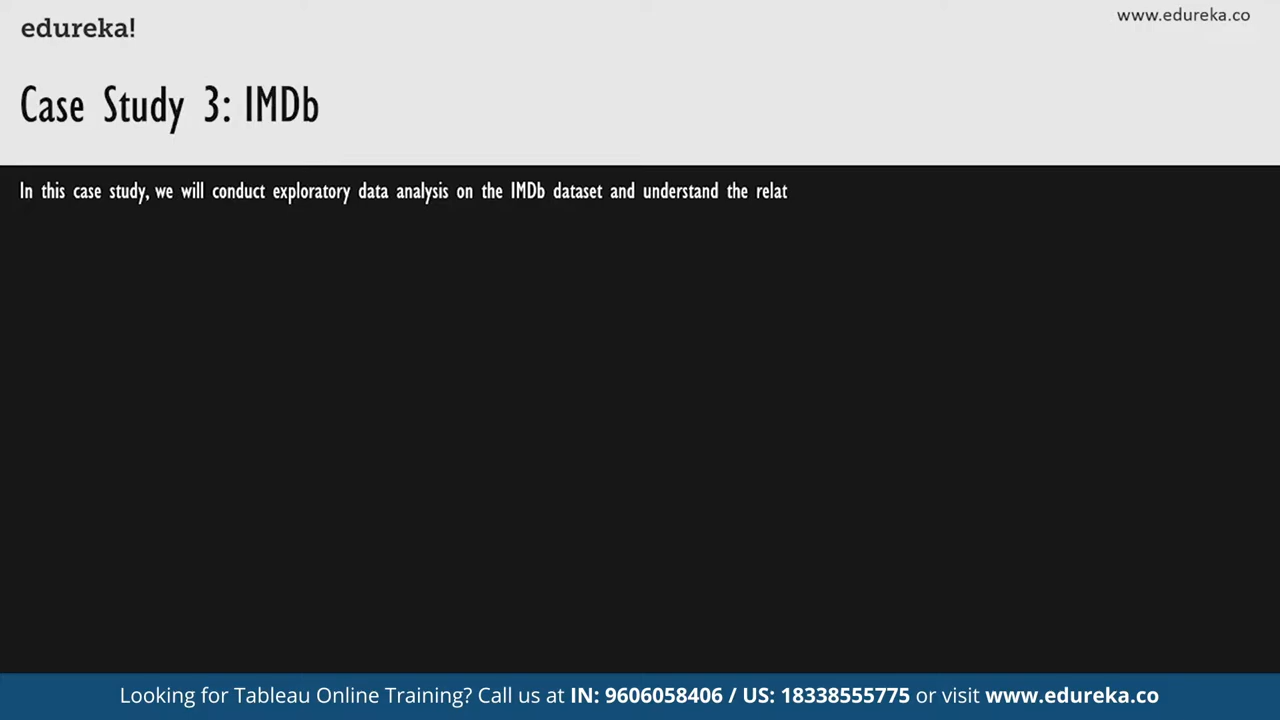 edureka!
www.edureka.co
Case Study 3: IMDb
In this case study, we will conduct exploratory data analysis on the IMDb dataset and understand the relat
Looking for Tableau Online Training? Call us at IN: 9606058406 / US: 18338555775 or visit www.edureka.co